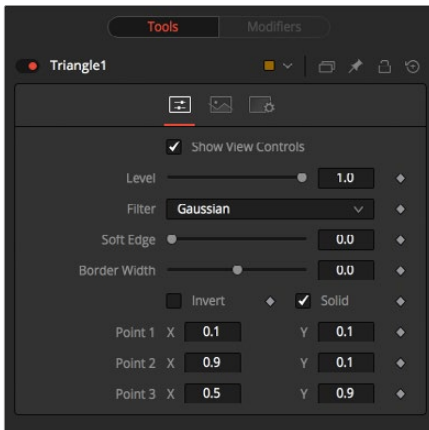 Tools Modifiers
Triangle1
Show View Controls
Level 1.0
Filter Gaussian
Soft Edge 0.0
Border Width 0.0
Invert Solid
Point 1 X 0.1 Y 0.1
Point 2 X 0.9 Y 0.1
Point 3 X 0.5 Y 0.9